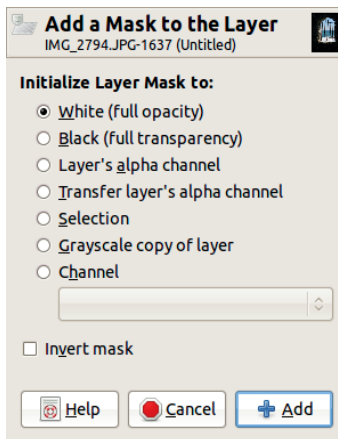 Add a Mask to the Layer
IMG_2794.JPG-1637 (Untitled)
Initialize Layer Mask to:
White (full opacity)
Black (full transparency)
Layer's alpha channel
Transfer layer's alpha channel
Selection
Grayscale copy of layer
Channel
Invert mask
Help Cancel Add